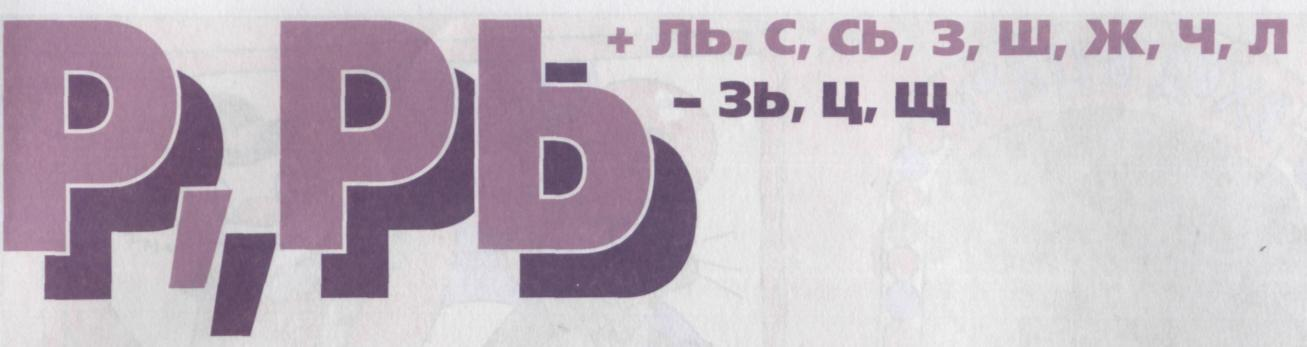 Р, РЬ
+ ЛЬ, С, СЬ, З, Ш, Ж, Ч, Л
– ЗЬ, Ц, Щ